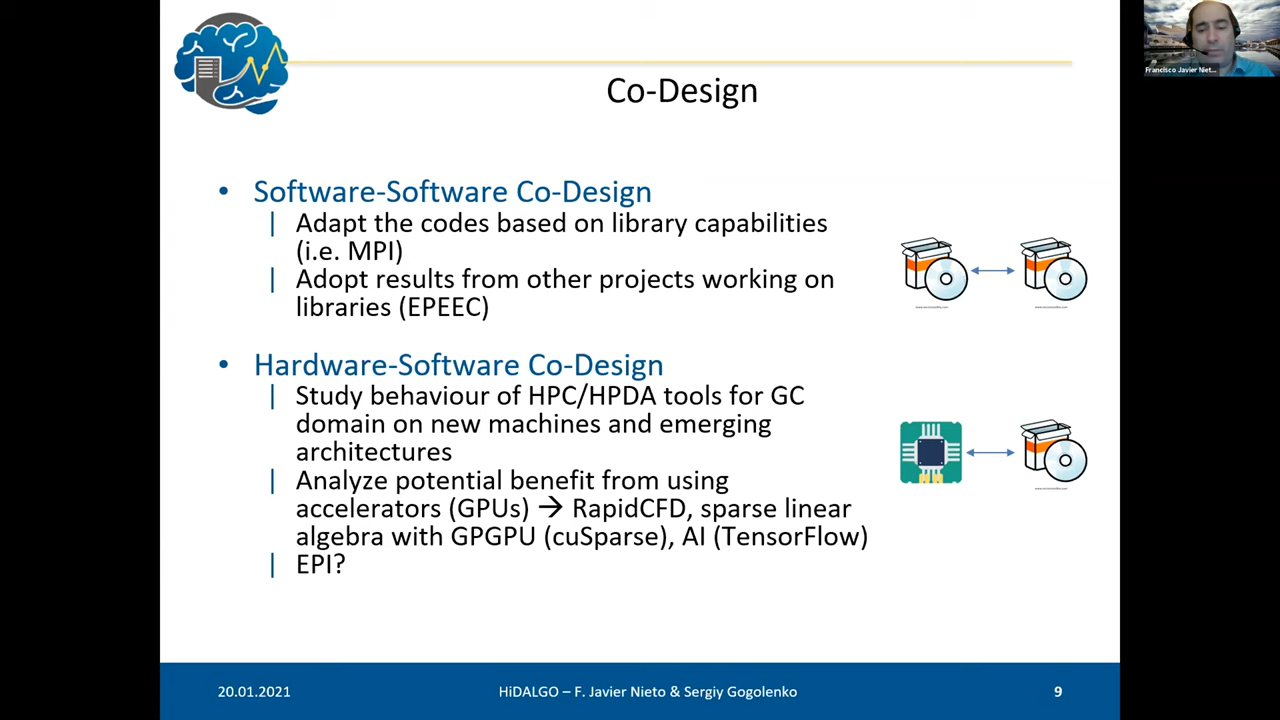 Francisco Javier Niet...
Co-Design
• Software-Software Co-Design
| Adapt the codes based on library capabilities
(i.e. MPI)
| Adopt results from other projects working on
libraries (EPEEC)
• Hardware-Software Co-Design
| Study behaviour of HPC/HPDA tools for GC
domain on new machines and emerging
architectures
| Analyze potential benefit from using
accelerators (GPUs) → RapidCFD, sparse linear
algebra with GPGPU (cuSparse), AI (TensorFlow)
| EPI?
20.01.2021
HiDALGO – F. Javier Nieto & Sergiy Gogolenko
9